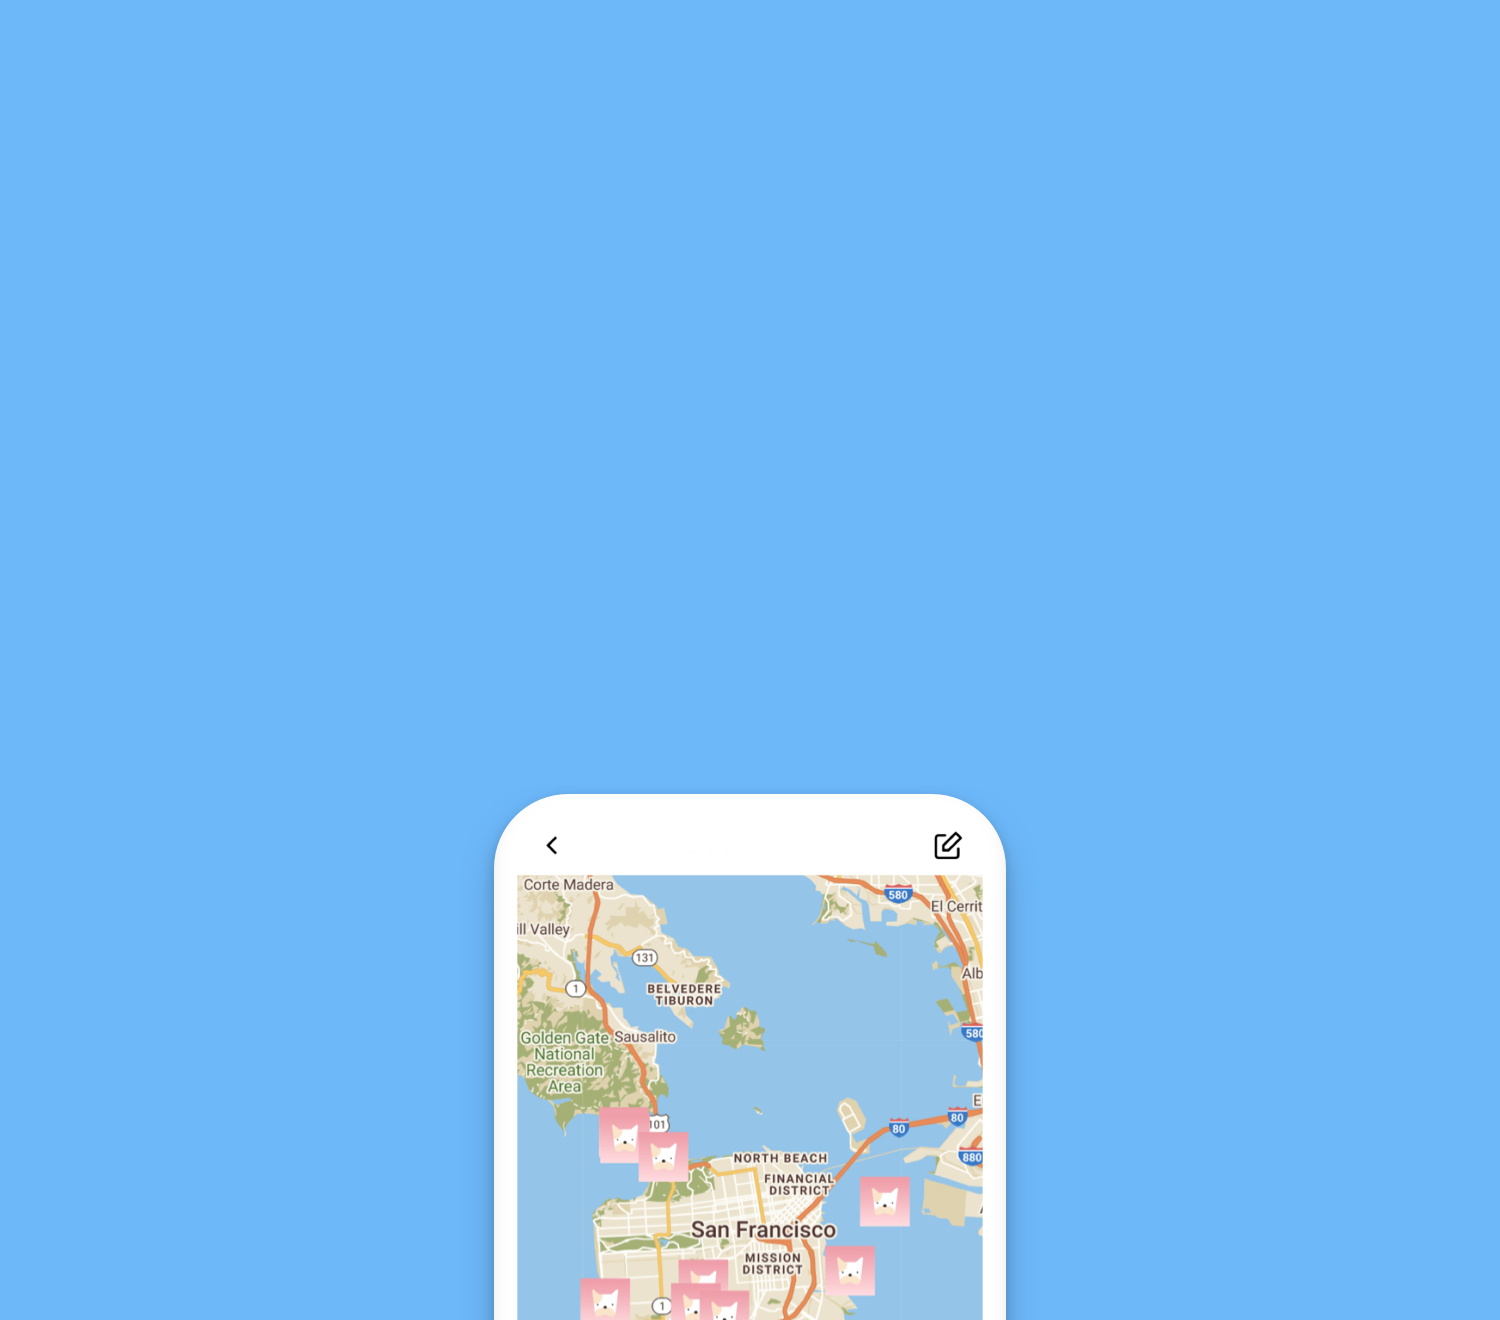 Corte Madera
580
El Cerrit
ill Valley
131
Alb
1
BELVEDERE
TIBURON
580
Golden Gate
National
Recreation
Area
Sausalito
E
80
80
101
880
NORTH BEACH
FINANCIAL
DISTRICT
San Francisco
MISSION
DISTRICT
1